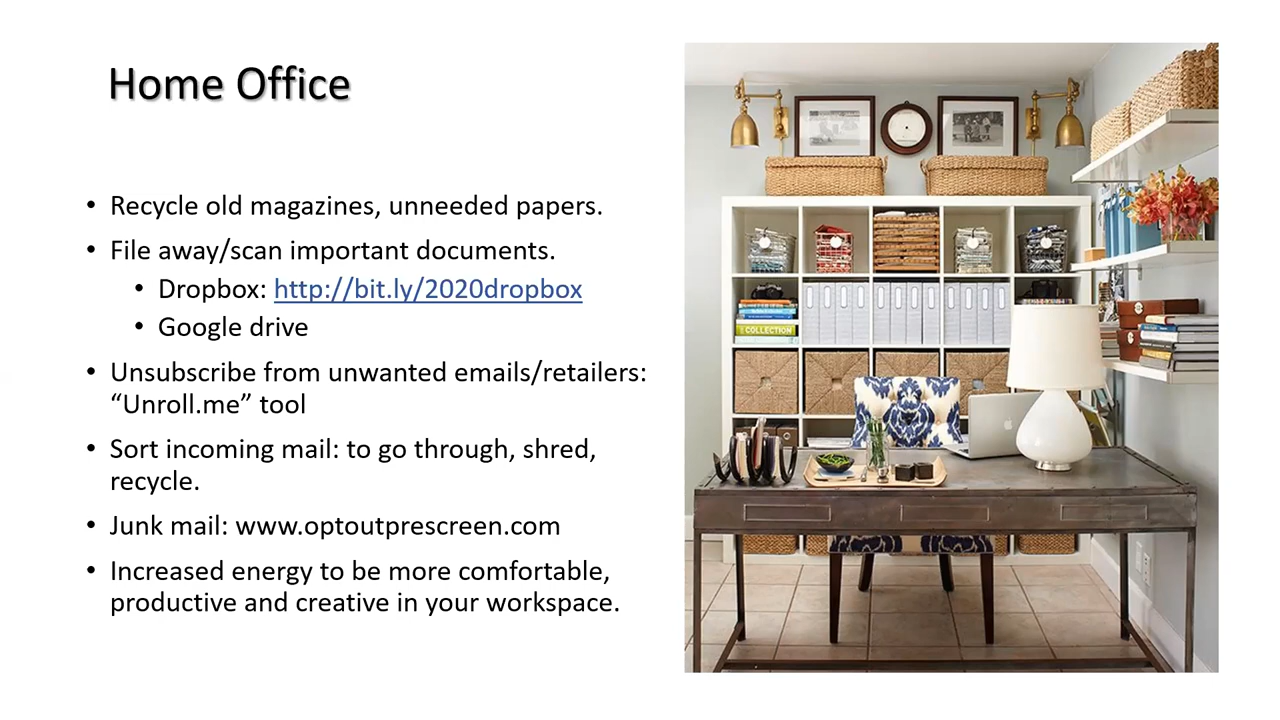 Home Office
• Recycle old magazines, unneeded papers.
• File away/scan important documents.
• Dropbox: http://bit.ly/2020dropbox
• Google drive
• Unsubscribe from unwanted emails/retailers:
“Unroll.me” tool
• Sort incoming mail: to go through, shred,
recycle.
• Junk mail: www.optoutprescreen.com
• Increased energy to be more comfortable,
productive and creative in your workspace.
COLLECTION